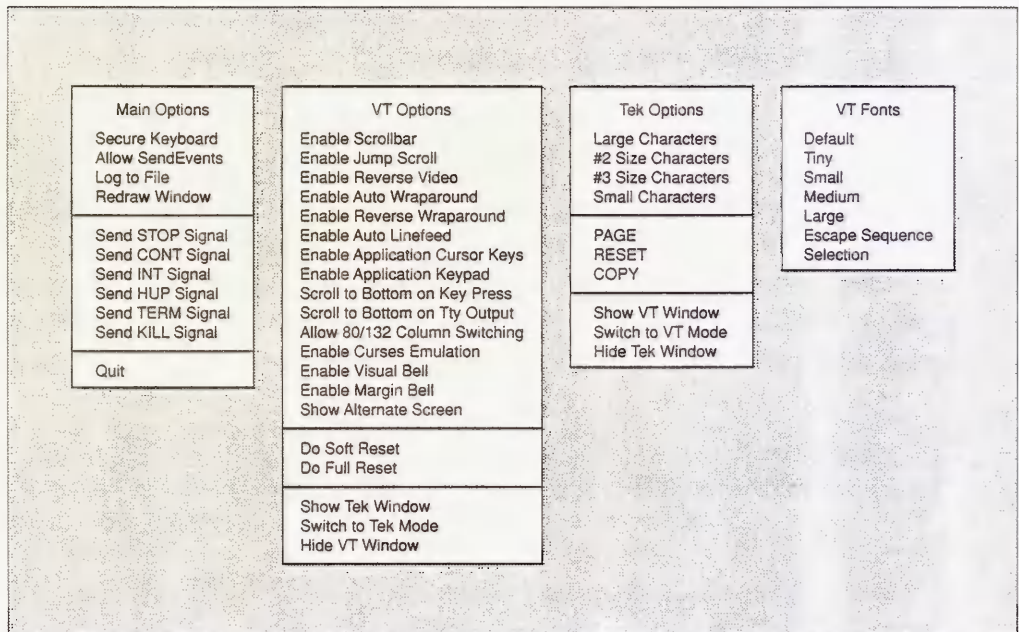 Main Options
Secure Keyboard
Allow SendEvents
Log to File
Redraw Window
Send STOP Signal
Send CONT Signal
Send INT Signal
Send HUP Signal
Send TERM Signal
Send KILL Signal
Quit
VT Options
Enable Scrollbar
Enable Jump Scroll
Enable Reverse Video
Enable Auto Wraparound
Enable Reverse Wraparound
Enable Auto Linefeed
Enable Application Cursor Keys
Enable Application Keypad
Scroll to Bottom on Key Press
Scroll to Bottom on Tty Output
Allow 80/132 Column Switching
Enable Curses Emulation
Enable Visual Bell
Enable Margin Bell
Show Alternate Screen
Do Soft Reset
Do Full Reset
Show Tek Window
Switch to Tek Mode
Hide VT Window
Tek Options
Large Characters
#2 Size Characters
#3 Size Characters
Small Characters
PAGE
RESET
COPY
Show VT Window
Switch to VT Mode
Hide Tek Window
VT Fonts
Default
Tiny
Small
Medium
Large
Escape Sequence
Selection